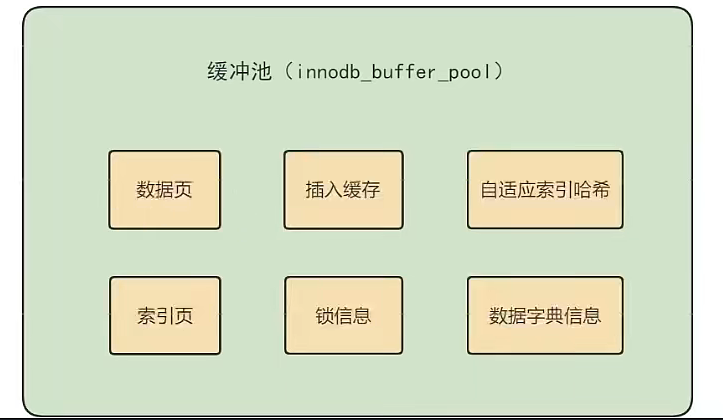 缓冲池（innodb_buffer_pool）
数据页
插入缓存
自适应索引哈希
索引页
锁信息
数据字典信息